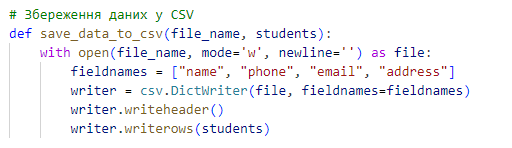 # Збереження даних у CSV
def save_data_to_csv(file_name, students):
    with open(file_name, mode='w', newline='') as file:
        fieldnames = ["name", "phone", "email", "address"]
        writer = csv.DictWriter(file, fieldnames=fieldnames)
        writer.writeheader()
        writer.writerows(students)